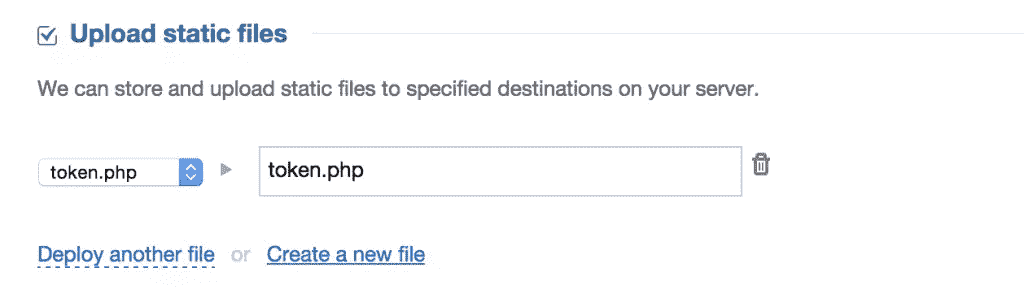 Upload static files
We can store and upload static files to specified destinations on your server.
token.php token.php
Deploy another file or Create a new file